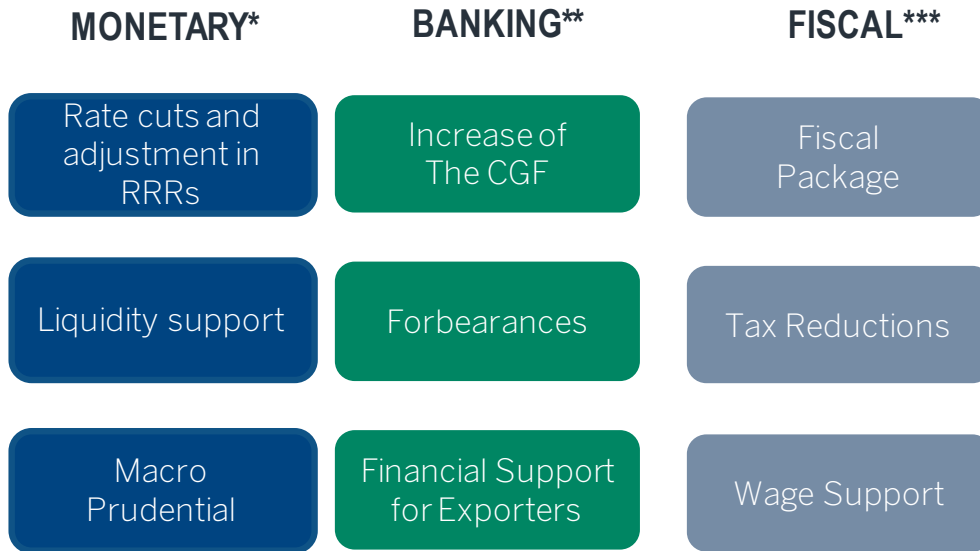 MONETARY*
BANKING**
FISCAL***
Rate cuts and
adjustment in
RRRs
Increase of
The CGF
Fiscal
Package
Liquidity support
Forbearances
Tax Reductions
Macro
Prudential
Financial Support
for Exporters
Wage Support